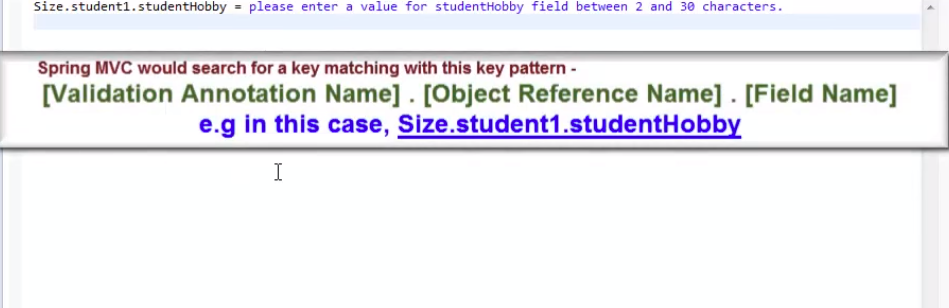 Size.student1.studentHobby = please enter a value for studentHobby field between 2 and 30 characters.
Spring MVC would search for a key matching with this key pattern -
[Validation Annotation Name] . [Object Reference Name] . [Field Name]
e.g in this case, Size.student1.studentHobby